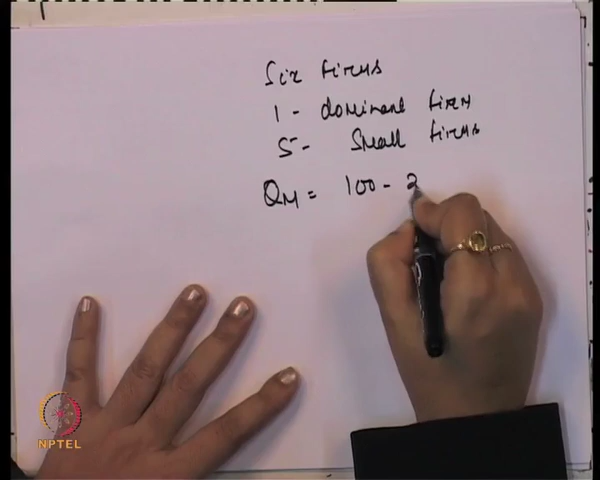 Six firms
1 - dominant firm
5 - Small firms
QM = 100 - 2
NPTEL